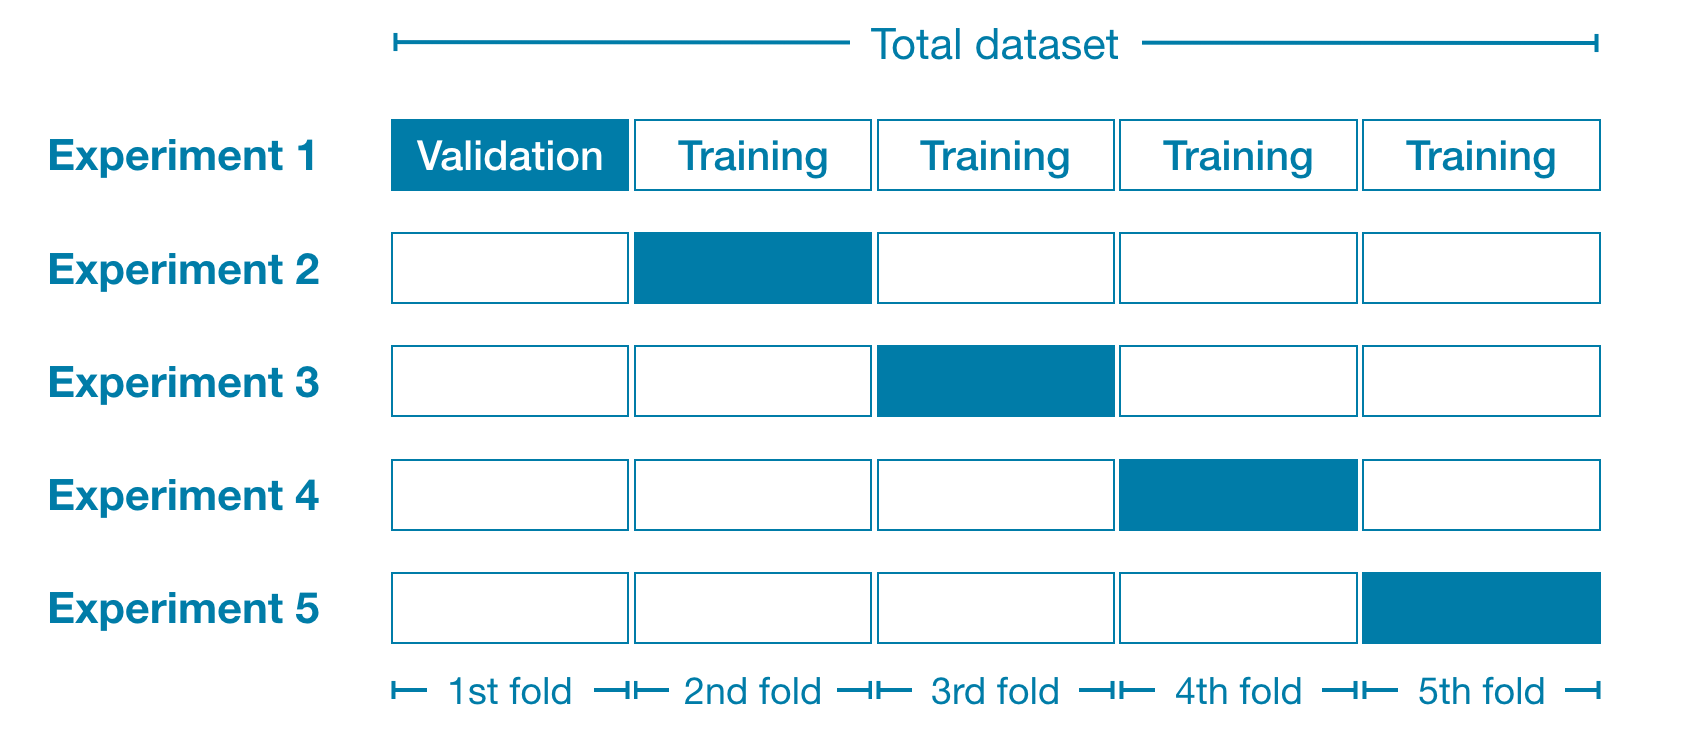 Total dataset
Experiment 1 Validation Training Training Training Training
Experiment 2
Experiment 3
Experiment 4
Experiment 5
1st fold 2nd fold 3rd fold 4th fold 5th fold